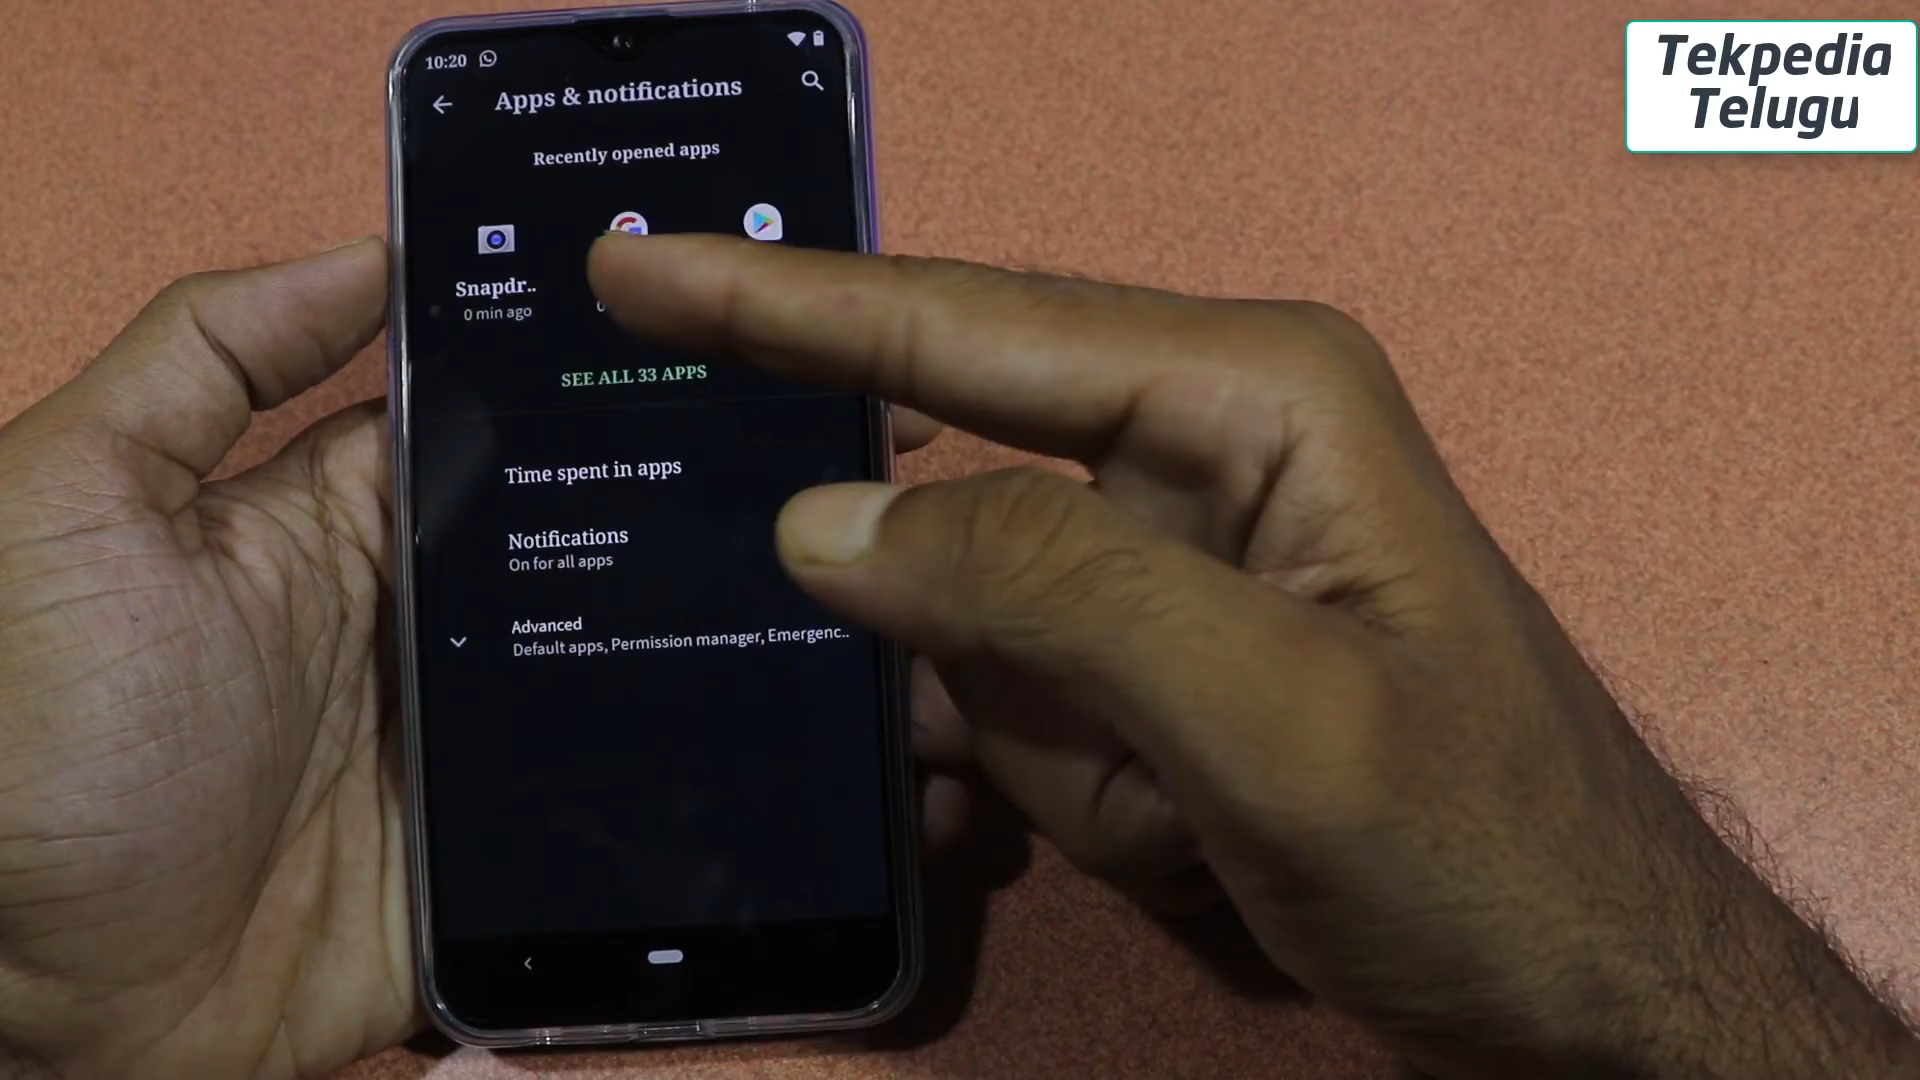 Tekpedia
Telugu
10:20
Apps & notifications
Recently opened apps
Snapdr..
0 min ago
SEE ALL 33 APPS
Time spent in apps
Notifications
On for all apps
Advanced
Default apps, Permission manager, Emergenc..